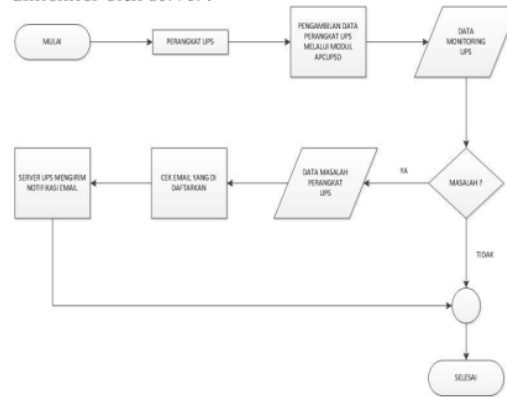 MULAI
PERANGKAT UPS
PENGAMBILAN DATA
PERANGKAT UPS
MELALUI MODUL
APCUPSD
DATA
MONITORING
UPS
MASALAH ?
YA
DATA MASALAH
PERANGKAT
UPS
CEK EMAIL YANG DI
DAFTARKAN
SERVER UPS MENGIRIM
NOTIFIKASI EMAIL
TIDAK
SELESAI